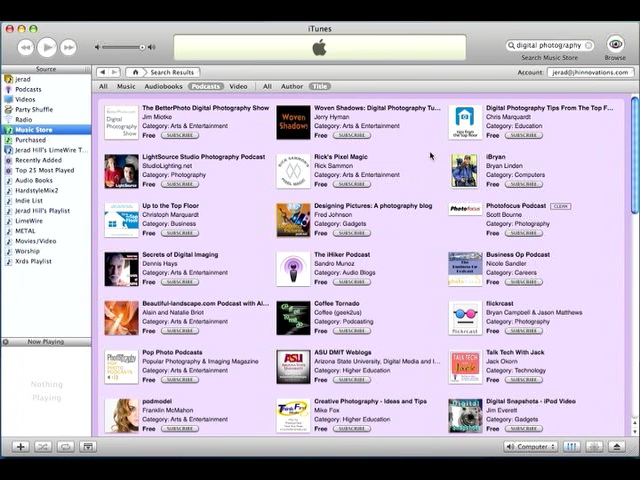 iTunes
digital photography
Search Music Store
Browse
Source
Search Results
Account: jerad@jhinnovations.com
jerad
Podcasts
Videos
Party Shuffle
Radio
Music Store
Purchased
Jerad Hill's LimeWire T...
Recently Added
Top 25 Most Played
Audio Books
HardstyleMix2
Indie List
Jerad Hill's Playlist
LimeWire
METAL
Movies/Video
Worship
Xrds Playlist
Now Playing
Nothing
Playing
All Music Audiobooks Podcasts Video All Author Title
The BetterPhoto Digital Photography Show
Jim Miotke
Category: Arts & Entertainment
Free SUBSCRIBE
Woven Shadows: Digital Photography Tu...
Jerry Hyman
Category: Arts & Entertainment
Free SUBSCRIBE
Digital Photography Tips From The Top F...
Chris Marquardt
Category: Education
Free SUBSCRIBE
LightSource Studio Photography Podcast
StudioLighting.net
Category: Photography
Free SUBSCRIBE
Rick's Pixel Magic
Rick Sammon
Category: Arts & Entertainment
Free SUBSCRIBE
iBryan
Bryan Linden
Category: Computers
Free SUBSCRIBE
Up to the Top Floor
Christoph Marquardt
Category: Business
Free SUBSCRIBE
Designing Pictures: A photography blog
Fred Johnson
Category: Gadgets
Free SUBSCRIBE
Photofocus Podcast CLEAN
Scott Bourne
Category: Photography
Free SUBSCRIBE
Secrets of Digital Imaging
Dennis Hays
Category: Arts & Entertainment
Free SUBSCRIBE
The iHiker Podcast
Sandro Munoz
Category: Audio Blogs
Free SUBSCRIBE
Business Op Podcast
Nicole Sandler
Category: Careers
Free SUBSCRIBE
Beautiful-landscape.com Podcast with Al...
Alain and Natalie Briot
Category: Arts & Entertainment
Free SUBSCRIBE
Coffee Tornado
Coffee (geek2us)
Category: Podcasting
Free SUBSCRIBE
flickrcast
Bryan Campbell & Jason Matthews
Category: Photography
Free SUBSCRIBE
Pop Photo Podcasts
Popular Photography & Imaging Magazine
Category: Arts & Entertainment
Free SUBSCRIBE
ASU DMIT Weblogs
Arizona State University, Digital Media and I...
Category: Higher Education
Free SUBSCRIBE
Talk Tech With Jack
Jack Okorn
Category: Technology
Free SUBSCRIBE
podmodel
Franklin McMahon
Category: Arts & Entertainment
Free SUBSCRIBE
Creative Photography - Ideas and Tips
Mike Fox
Category: Higher Education
Free SUBSCRIBE
Digital Snapshots - iPod Video
Jim Everett
Category: Gadgets
Free SUBSCRIBE
Computer